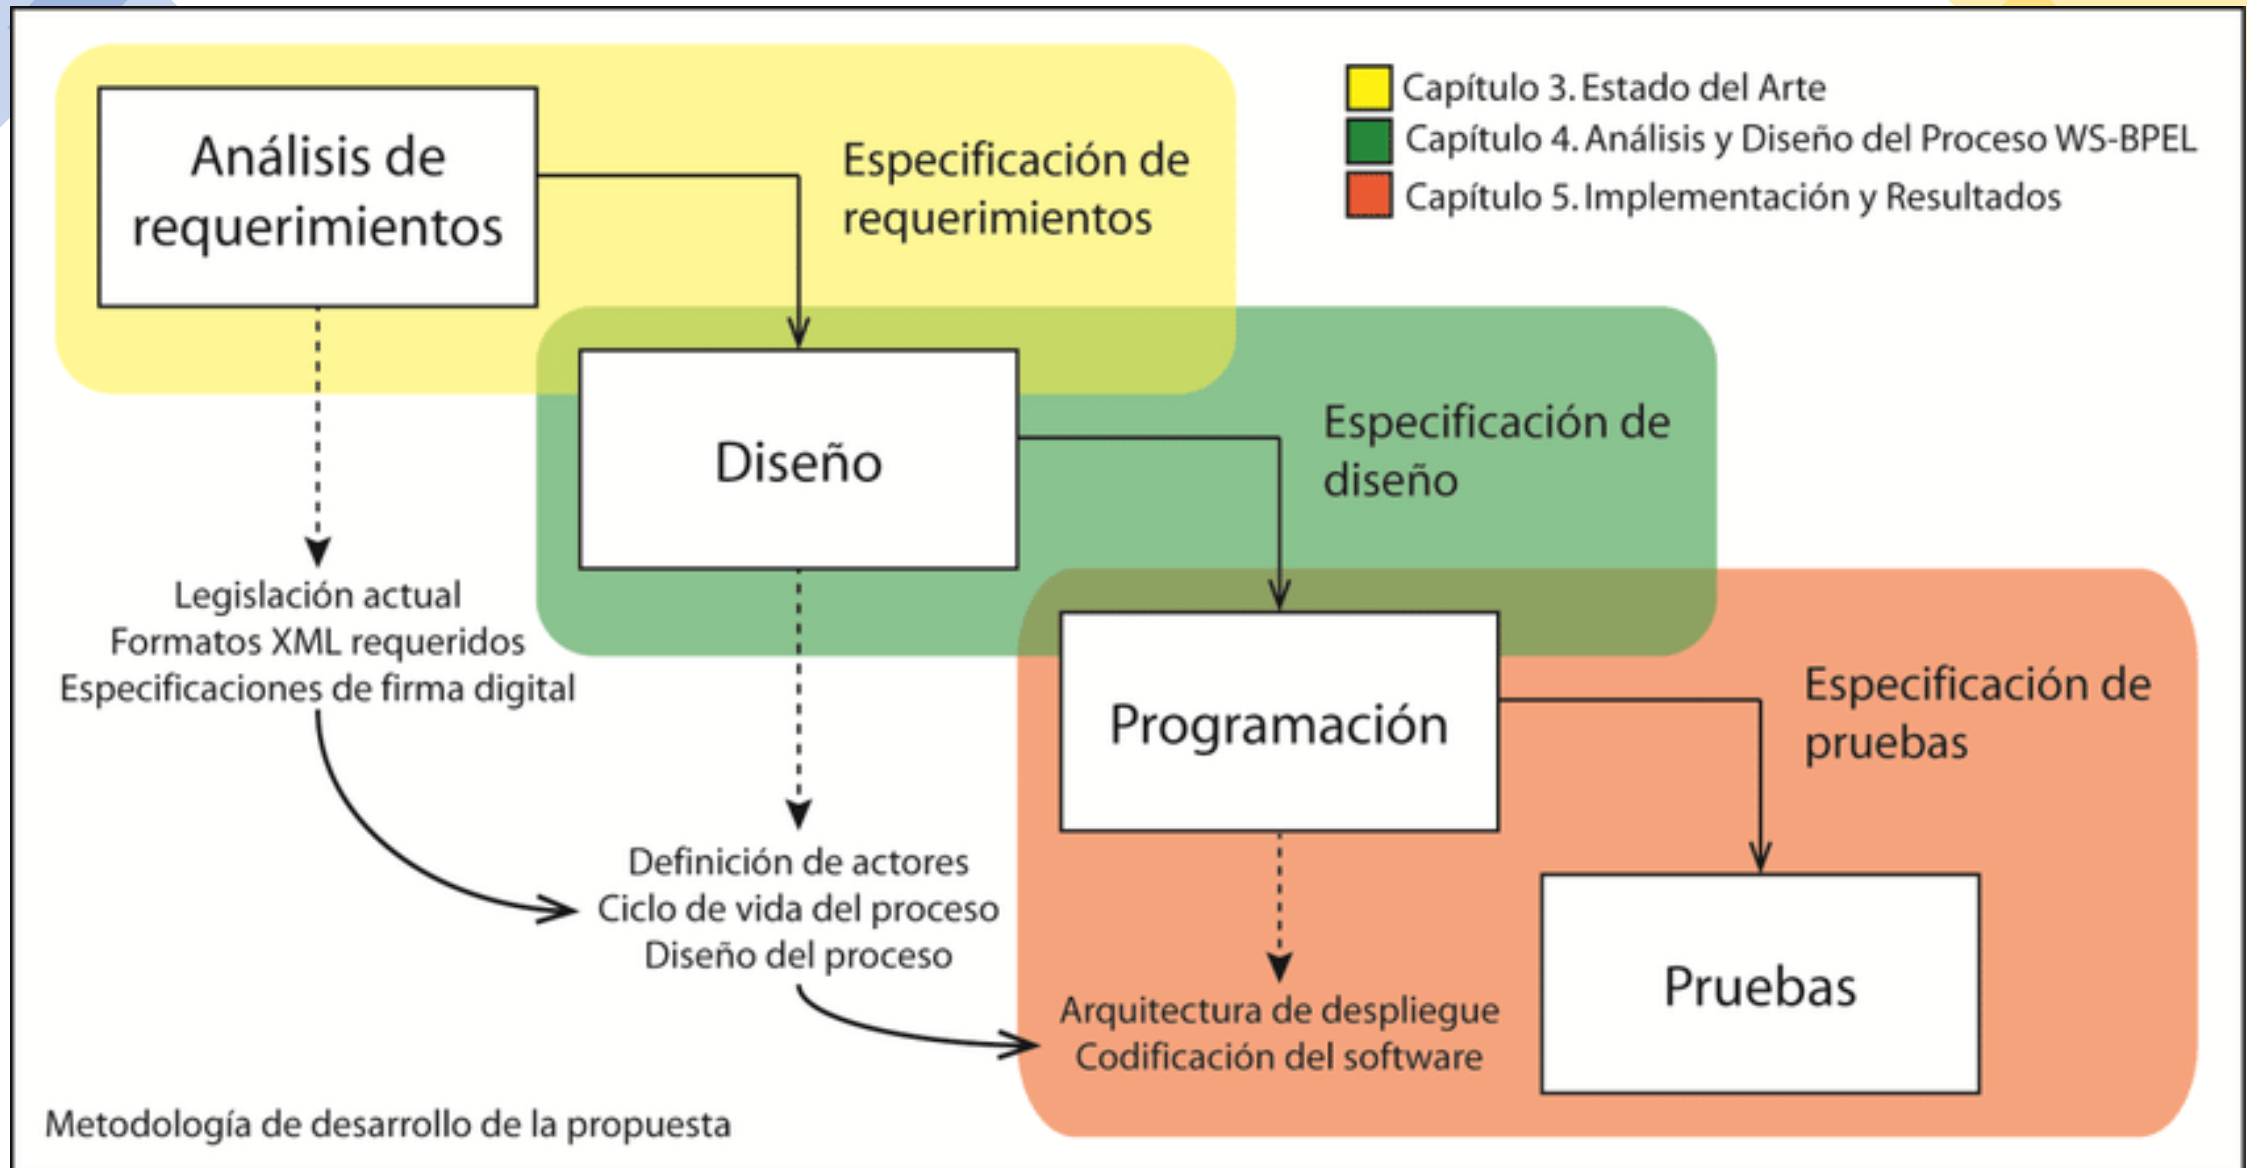 Análisis de
requerimientos
Especificación de
requerimientos
Capítulo 3. Estado del Arte
Capítulo 4. Análisis y Diseño del Proceso WS-BPEL
Capítulo 5. Implementación y Resultados
Diseño
Especificación de
diseño
Legislación actual
Formatos XML requeridos
Especificaciones de firma digital
Programación
Especificación de
pruebas
Definición de actores
Ciclo de vida del proceso
Diseño del proceso
Arquitectura de despliegue
Codificación del software
Pruebas
Metodología de desarrollo de la propuesta